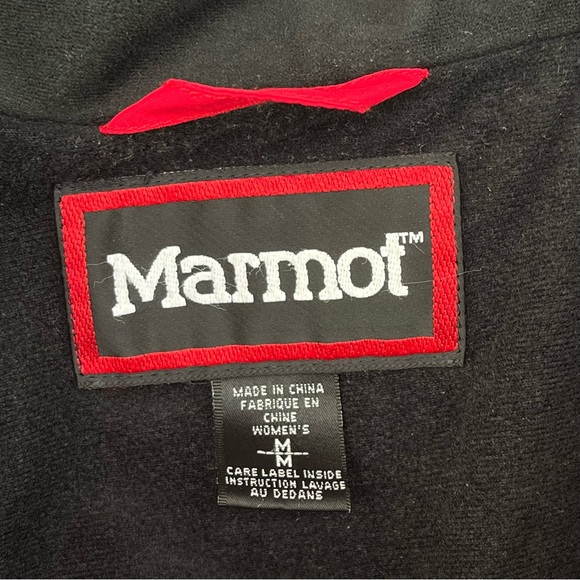 Marmot™
MADE IN CHINA
FABRIQUE EN
CHINE
WOMEN'S
M
M
CARE LABEL INSIDE
INSTRUCTION LAVAGE
AU DEDANS